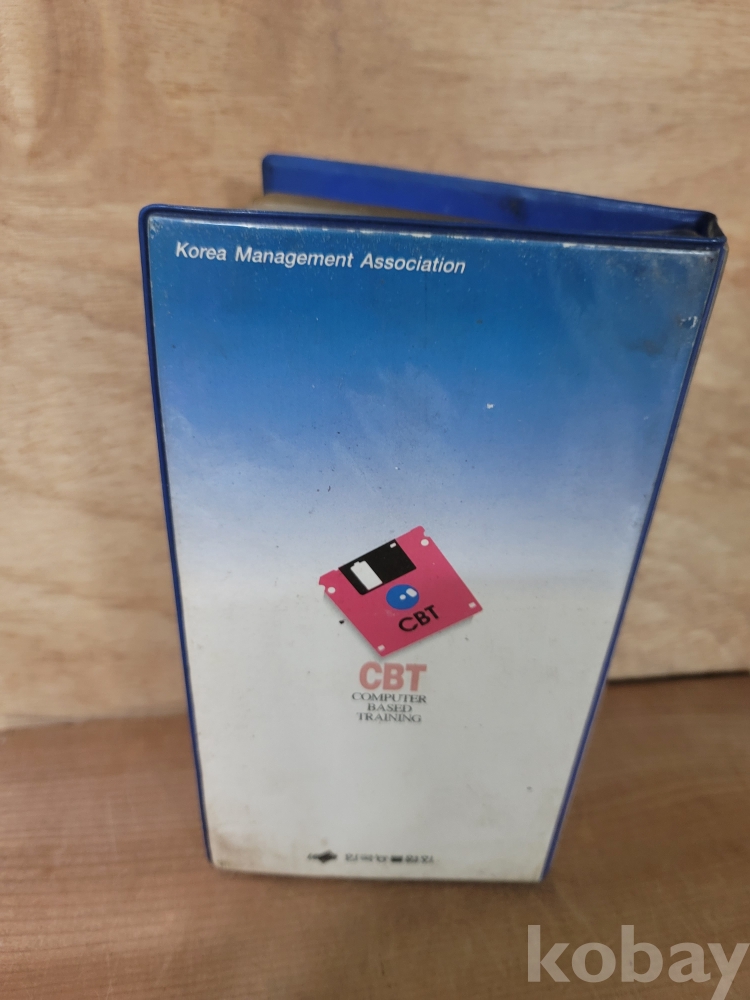 Korea Management Association
CBT
CBT
COMPUTER
BASED
TRAINING
kobay